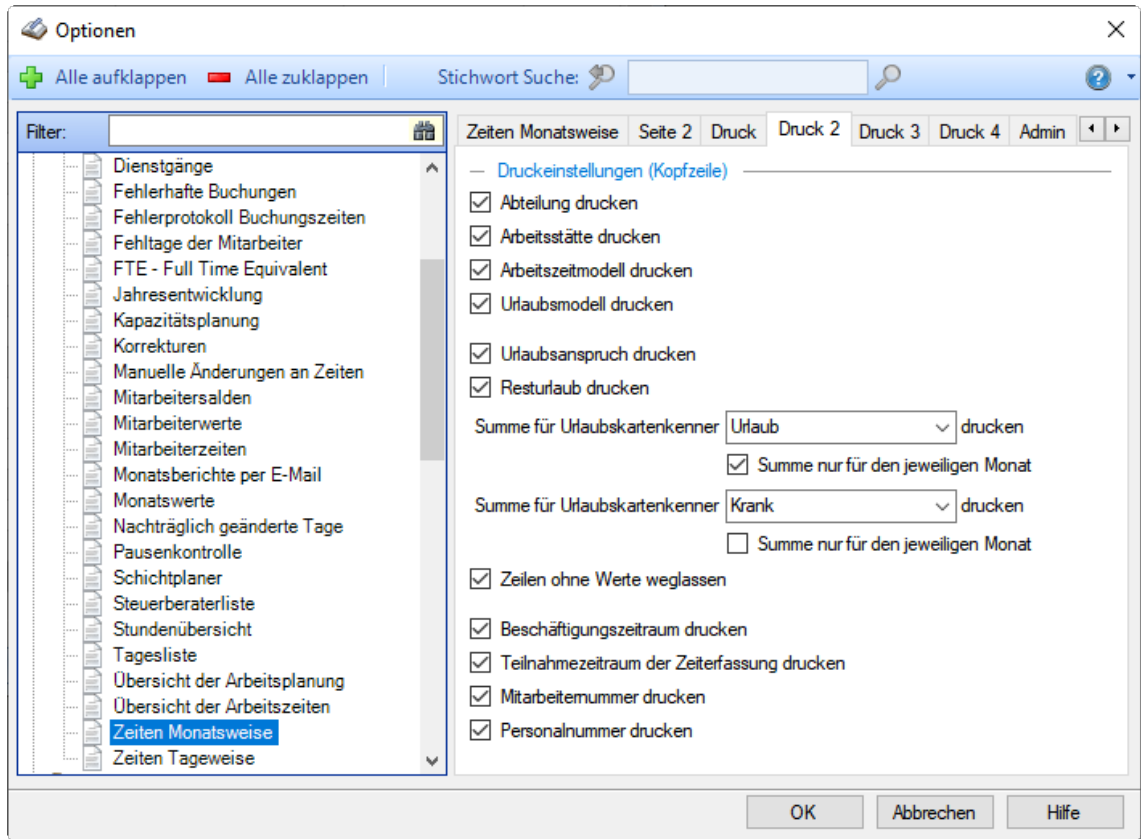 Optionen
Alle aufklappen Alle zuklappen Stichwort Suche:
Filter:
Dienstgänge
Fehlerhafte Buchungen
Fehlerprotokoll Buchungszeiten
Fehltage der Mitarbeiter
FTE - Full Time Equivalent
Jahresentwicklung
Kapazitätsplanung
Korrekturen
Manuelle Änderungen an Zeiten
Mitarbeitersalden
Mitarbeiterwerte
Mitarbeiterzeiten
Monatsberichte per E-Mail
Monatswerte
Nachträglich geänderte Tage
Pausenkontrolle
Schichtplaner
Steuerberaterliste
Stundenübersicht
Tagesliste
Übersicht der Arbeitsplanung
Übersicht der Arbeitszeiten
Zeiten Monatsweise
Zeiten Tageweise
Zeiten Monatsweise Seite 2 Druck Druck 2 Druck 3 Druck 4 Admin
Druckeinstellungen (Kopfzeile)
Abteilung drucken
Arbeitsstätte drucken
Arbeitszeitmodell drucken
Urlaubsmodell drucken
Urlaubsanspruch drucken
Resturlaub drucken
Summe für Urlaubskartenkenner Urlaub drucken
Summe nur für den jeweiligen Monat
Summe für Urlaubskartenkenner Krank drucken
Summe nur für den jeweiligen Monat
Zeilen ohne Werte weglassen
Beschäftigungszeitraum drucken
Teilnahmezeitraum der Zeiterfassung drucken
Mitarbeiternummer drucken
Personalnummer drucken
OK Abbrechen Hilfe